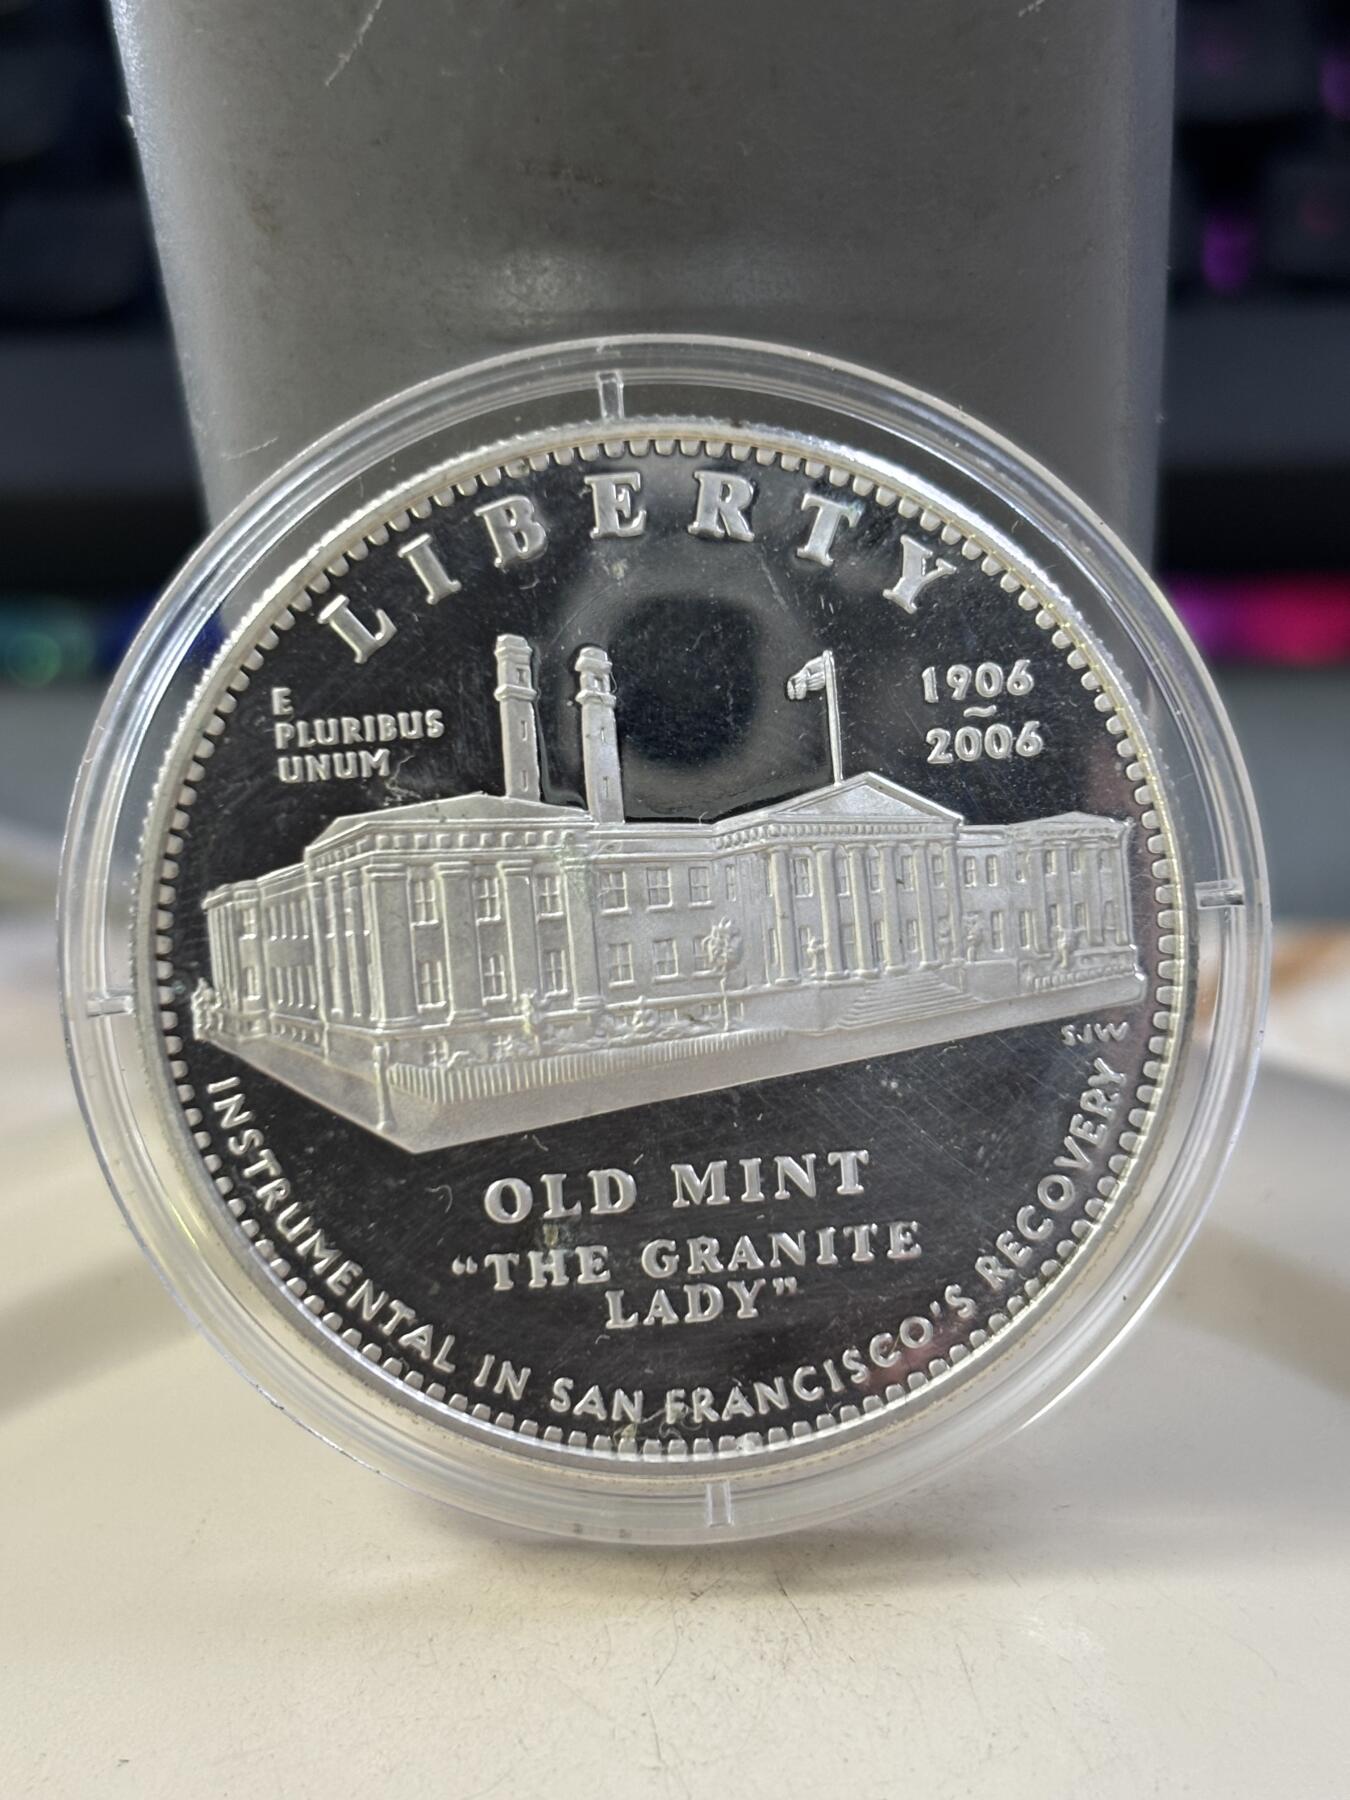 LIBERTY
E
PLURIBUS
UNUM
1906
~
2006
SJW
OLD MINT
“THE GRANITE
LADY”
INSTRUMENTAL IN SAN FRANCISCO'S RECOVERY